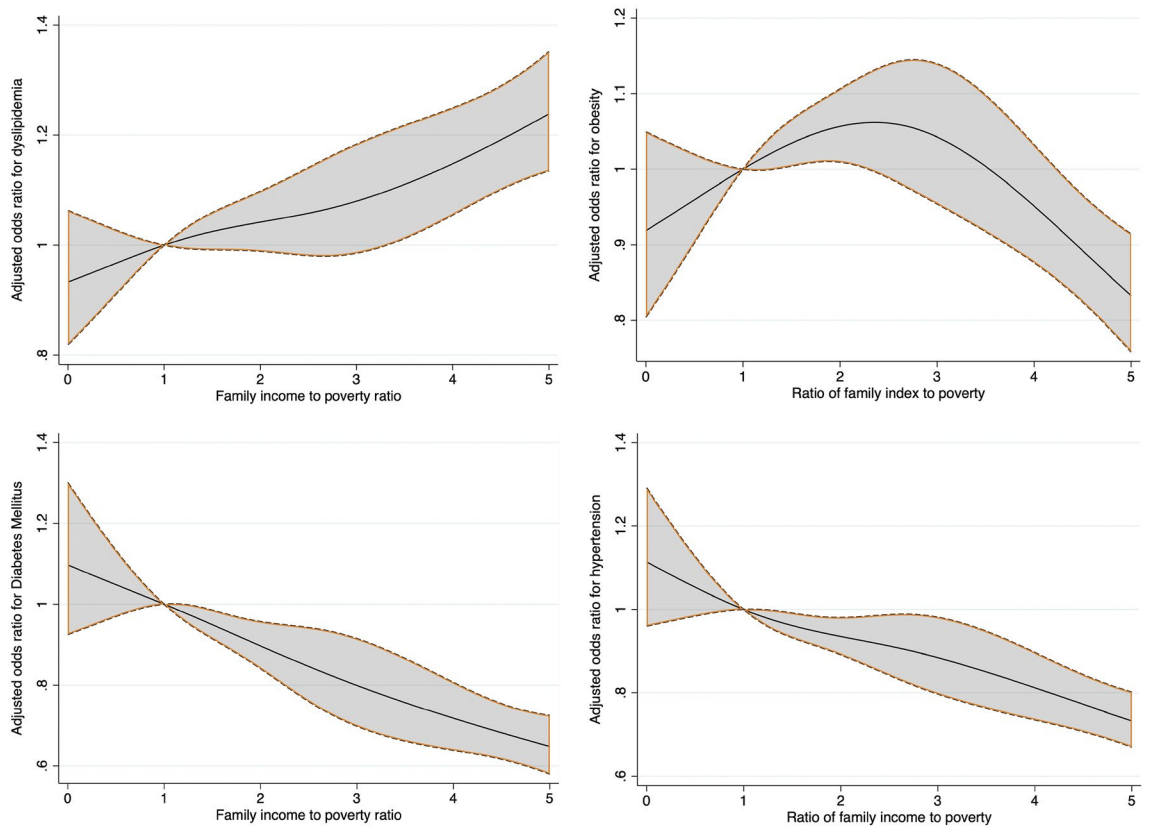 Adjusted odds ratio for dyslipidemia
1.4
1.2
1
.8
0 1 2 3 4 5
Family income to poverty ratio
Adjusted odds ratio for obesity
1.2
1.1
1
.9
.8
0 1 2 3 4 5
Ratio of family index to poverty
Adjusted odds ratio for Diabetes Mellitus
1.4
1.2
1
.8
.6
0 1 2 3 4 5
Family income to poverty ratio
Adjusted odds ratio for hypertension
1.4
1.2
1
.8
.6
0 1 2 3 4 5
Ratio of family income to poverty